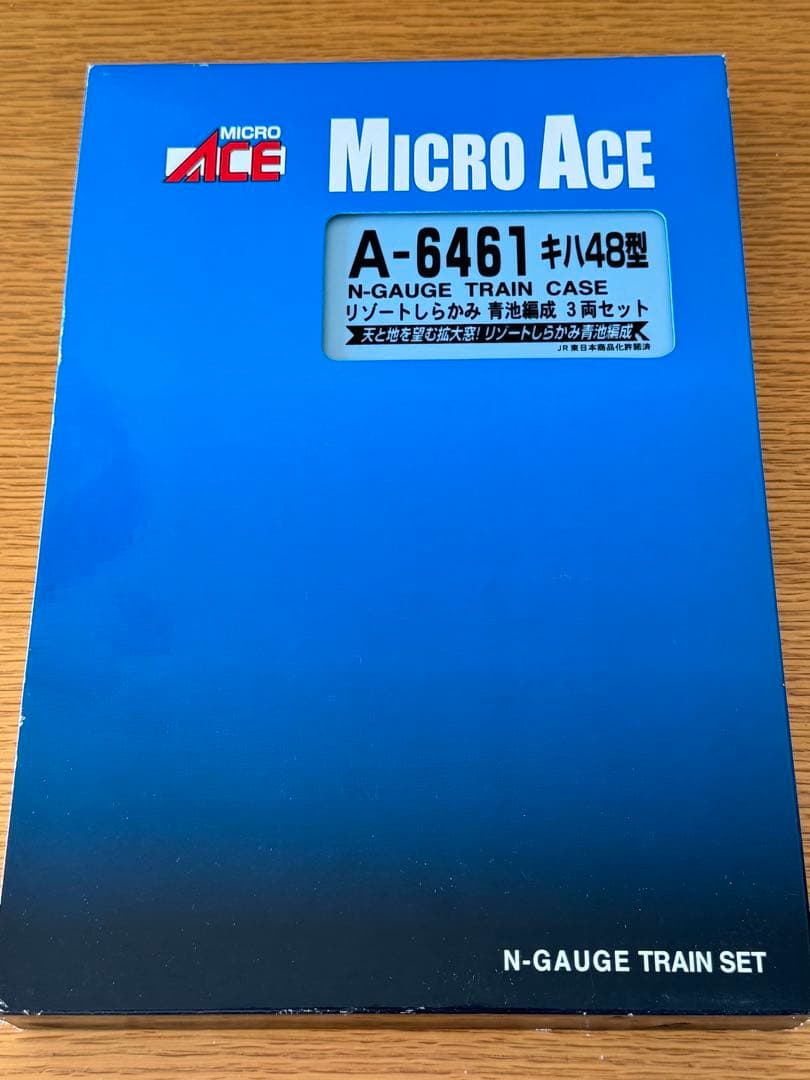 MICRO
ACE
MICRO ACE
A-6461 キハ48型
N-GAUGE TRAIN CASE
リゾートしらかみ 青池編成 3両セット
天と地を望む拡大窓!リゾートしらかみ青池編成
JR東日本商品化許諾済
N-GAUGE TRAIN SET